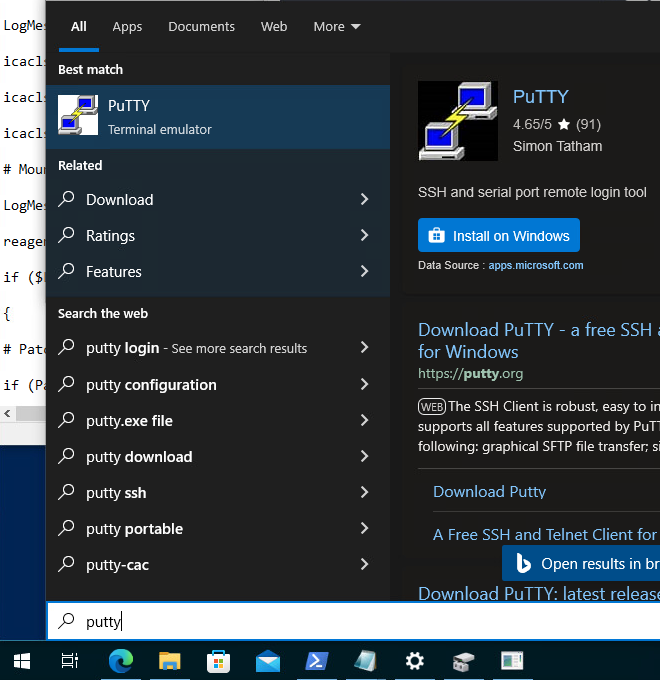 LogMes
icacls
icacls
icacls
# Moun
LogMes
reagen
if ($
{
# Patc
if (Pa
All
Apps
Documents
Web
More
Best match
PuTTY
Terminal emulator
Related
Download
Ratings
Features
Search the web
putty login - See more search results
putty configuration
putty.exe file
putty download
putty ssh
putty portable
putty-cac
PuTTY
4.65/5 ★ (91)
Simon Tatham
SSH and serial port remote login tool
Install on Windows
Data Source : apps.microsoft.com
Download PuTTY - a free SSH a
for Windows
https://putty.org
WEB The SSH Client is robust, easy to in
supports all features supported by PuTT
following: graphical SFTP file transfer; si
Download Putty
A Free SSH and Telnet Client for
Open results in br
Download PuTTY: latest release
putty